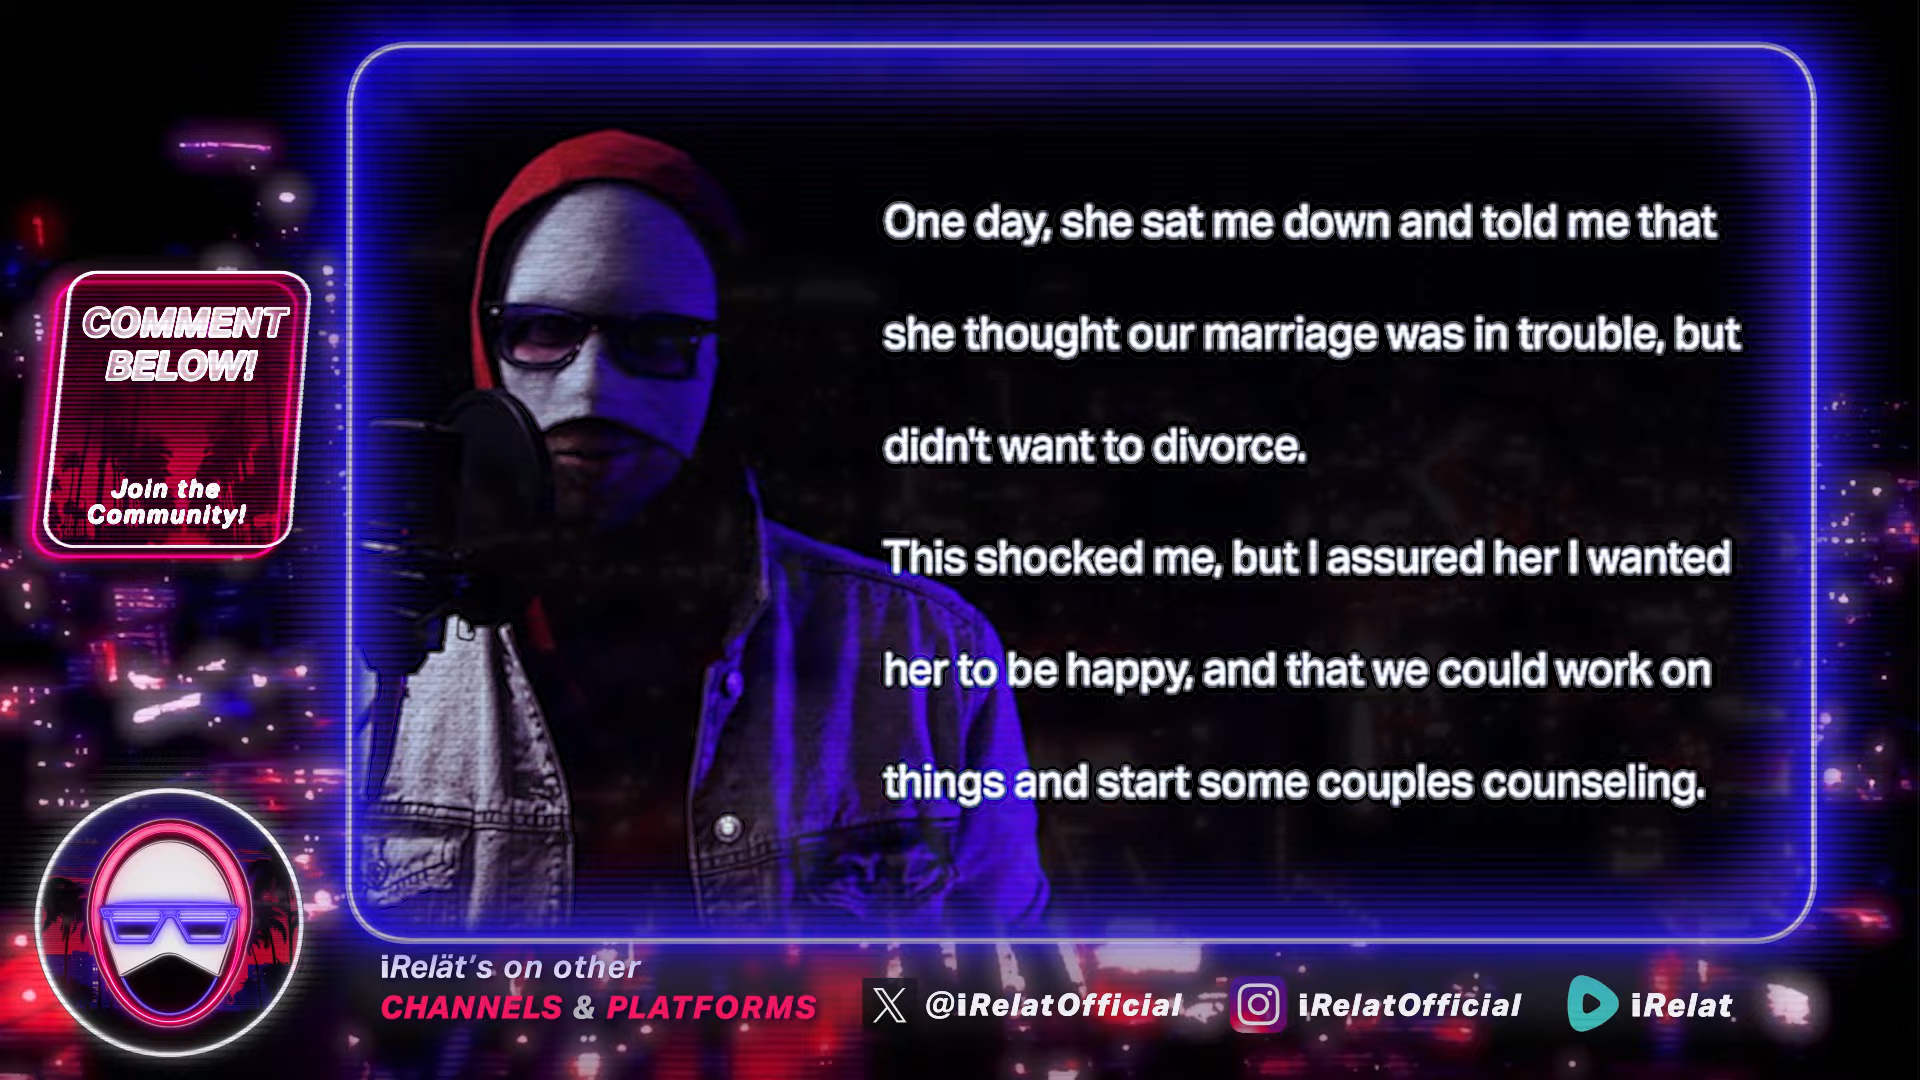 COMMENT
BELOW!
Join the
Community!
One day, she sat me down and told me that
she thought our marriage was in trouble, but
didn't want to divorce.
This shocked me, but I assured her I wanted
her to be happy, and that we could work on
things and start some couples counseling.
iRelät's on other
CHANNELS & PLATFORMS
@iRelatOfficial
iRelatOfficial
iRelat